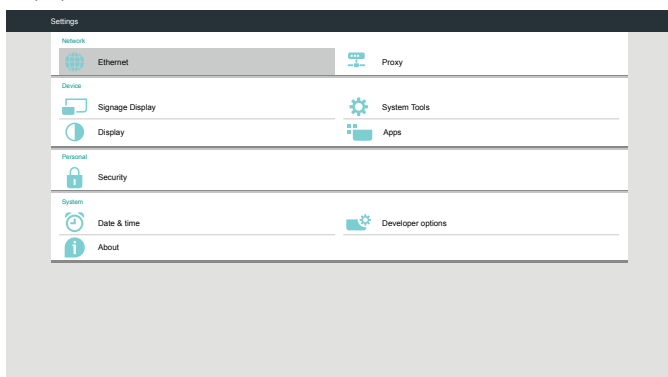 Settings
Network
Ethernet
Proxy
Device
Signage Display
System Tools
Display
Apps
Personal
Security
System
Date & time
Developer options
About